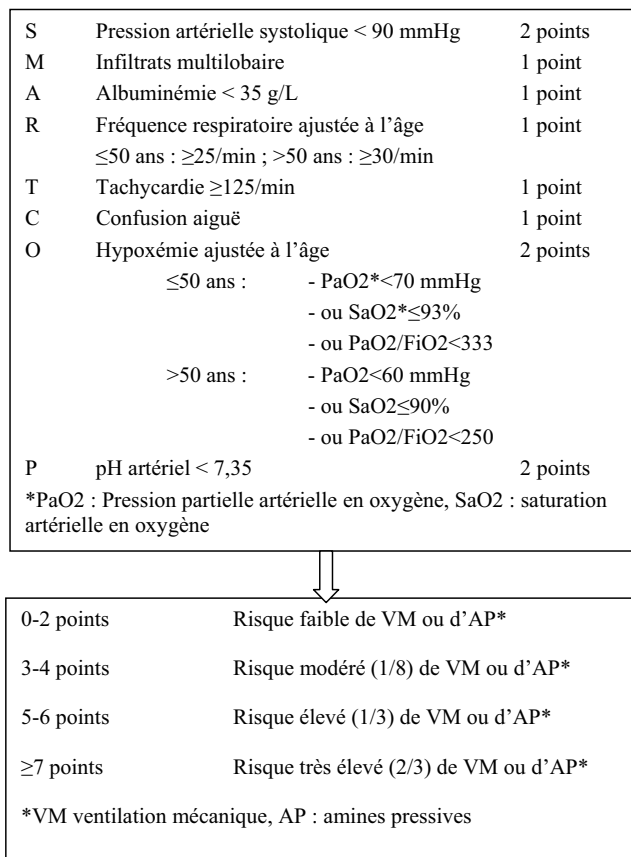 S Pression artérielle systolique < 90 mmHg 2 points
M Infiltrats multilobaire 1 point
A Albuminémie < 35 g/L 1 point
R Fréquence respiratoire ajustée à l’âge 1 point
≤50 ans : ≥25/min ; >50 ans : ≥30/min
T Tachycardie ≥125/min 1 point
C Confusion aiguë 1 point
O Hypoxémie ajustée à l’âge 2 points
≤50 ans : - PaO2*<70 mmHg
- ou SaO2*≤93%
- ou PaO2/FiO2<333
>50 ans : - PaO2<60 mmHg
- ou SaO2≤90%
- ou PaO2/FiO2<250
P pH artériel < 7,35 2 points
*PaO2 : Pression partielle artérielle en oxygène, SaO2 : saturation
artérielle en oxygène
0-2 points Risque faible de VM ou d’AP*
3-4 points Risque modéré (1/8) de VM ou d’AP*
5-6 points Risque élevé (1/3) de VM ou d’AP*
≥7 points Risque très élevé (2/3) de VM ou d’AP*
*VM ventilation mécanique, AP : amines pressives